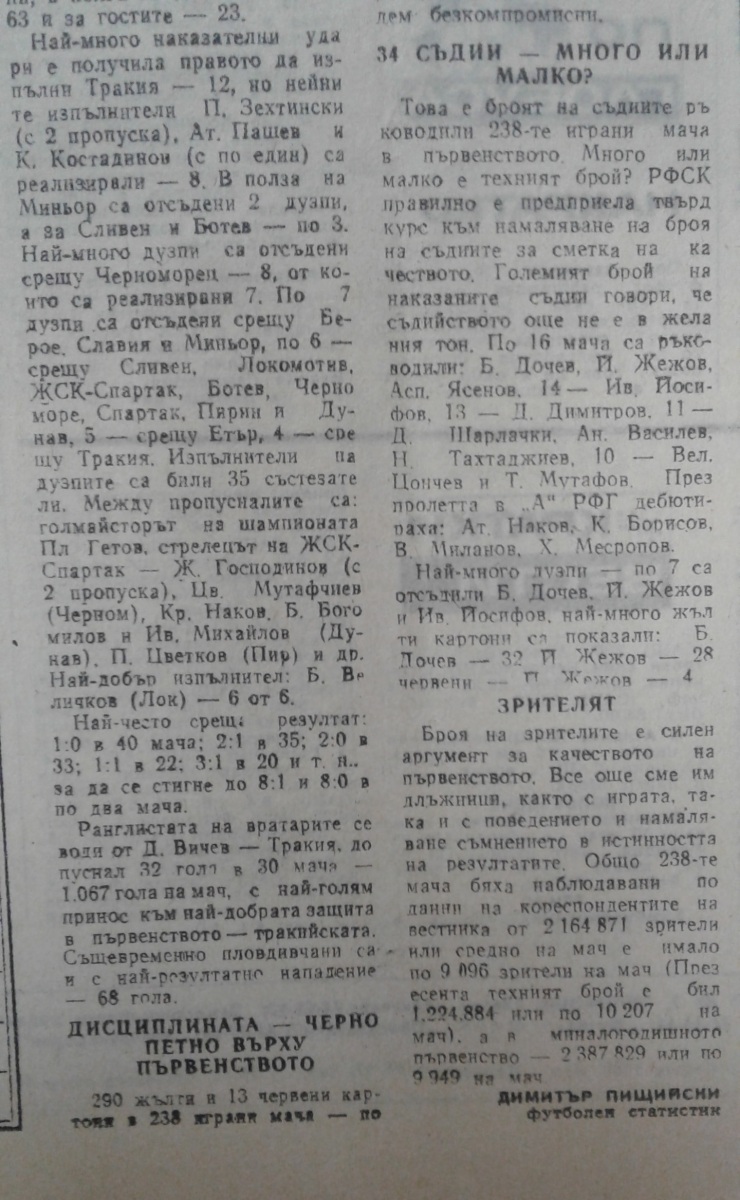 63 и за гостите — 23.
Най-много наказателни уда
ри е получила правото да из-
пълни Тракия — 12, но нейни
те изпълнители П. Зехтински
(с 2 пропуска), Ат. Пашев и
К. Костадинов (с по един) са
реализирали — 8. В полза на
Миньор са отсъдени 2 дузпи,
а за Сливен и Ботев — по 3.
Най-много дузпи са отсъдени
срещу Черноморец — 8, от ко-
ито са реализирани 7. По 7
дузпи са отсъдени срещу Бе-
рое, Славия и Миньор, по 6 —
срещу Сливен, Локомотив,
ЖСК-Спартак, Ботев, Черно
море, Спартак, Пирин и Ду-
нав, 5 — срещу Етър, 4 — сре
щу Тракия. Изпълнители на
дузпите са били 35 състезате
ли. Между пропусналите са:
голмайсторът на шампионата
Пл Гетов, стрелецът на ЖСК-
Спартак — Ж. Господинов (с
2 пропуска), Цв. Мутафчиев
(Черном), Кр. Наков, Б. Бого
милов и Ив. Михайлов (Ду-
нав), П. Цветков (Пир) и др.
Най-добър изпълнител: Б. Ве
личков (Лок) — 6 от 6.
Най-често среща резултат:
1:0 в 40 мача; 2:1 в 35; 2:0 в
33; 1:1 в 22; 3:1 в 20 и т. н..
за да се стигне до 8:1 и 8:0 в
по два мача.
Ранглистата на вратарите се
води от Д. Вичев — Тракия, до
пуснал 32 гола в 30 мача —
1.067 гола на мач, с най-голям
принос към най-добрата защита
в първенството — тракийската.
Същевременно пловдивчани са
и с най-резултатно нападение
— 68 гола.
ДИСЦИПЛИНАТА — ЧЕРНО
ПЕТНО ВЪРХУ
ПЪРВЕНСТВОТО
290 жълти и 13 червени кар-
тони в 238 играни мача — по
лем безкомпромисни.
34 СЪДИИ — МНОГО ИЛИ
МАЛКО?
Това е броят на съдиите ръ
ководили 238-те играни мача
в първенството. Много или
малко е техният брой? РФСК
правилно е предприела твърд
курс към намаляване на броя
на съдиите за сметка на ка
чеството. Големият брой на
наказаните съдии говори, че
съдийството още не е в жела
ния тон. По 16 мача са ръко-
водили: Б. Дочев, Й. Жежов,
Асп. Ясенов, 14 — Ив. Йоси-
фов, 13 — Д. Димитров, 11 —
Д. Шарлачки, Ан. Василев,
Н. Тахтаджиев, 10 — Вел.
Цончев и Т. Мутафов. През
пролетта в „А“ РФГ дебюти-
раха: Ат. Наков, К. Борисов,
В. Миланов, Х. Месропов.
Най-много дузпи — по 7 са
отсъдили Б. Дочев, Й. Жежов
и Ив. Йосифов, най-много жъл
ти картони са показали: Б.
Дочев — 32 Й Жежов — 28
червени — Й Жежов — 4
ЗРИТЕЛЯТ
Броя на зрителите е силен
аргумент за качеството на
първенството. Все още сме им
длъжници, както с играта, та-
ка и с поведението и намаля-
ване съмнението в истинността
на резултатите. Общо 238-те
мача бяха наблюдавани по
данни на кореспондентите на
вестника от 2 164 871 зрители
или средно на мач е имало
по 9 096 зрители на мач (През
есента техният брой е бил
1.224.884 или по 10 207 на
мач), а в миналогодишното
първенство — 2 387 829 или по
9 949 на мач
ДИМИТЪР ПИЩИЙСКИ
футболен статистик